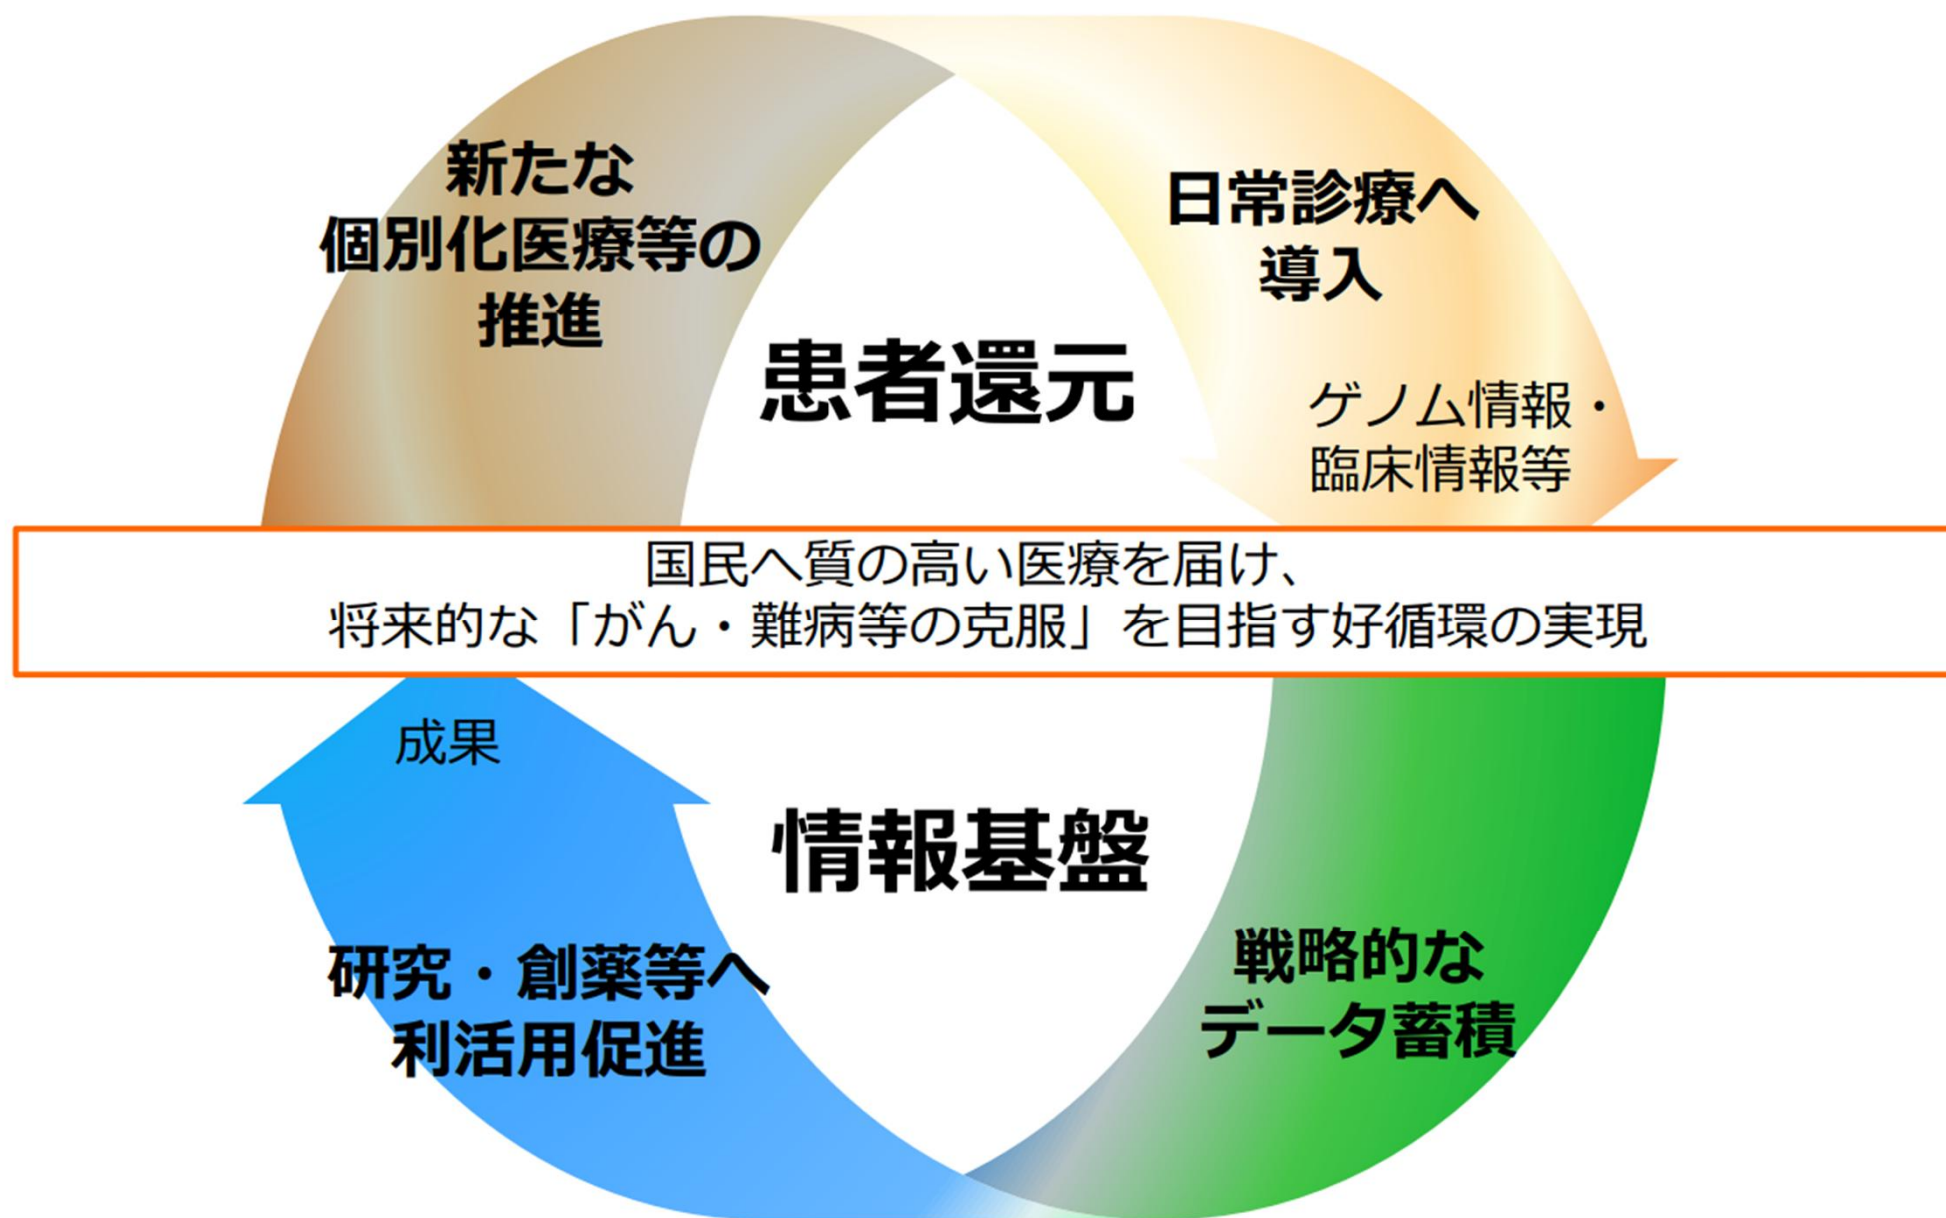 新たな
個別化医療等の
推進
日常診療へ
導入
患者還元
ゲノム情報・
臨床情報等
国民へ質の高い医療を届け、
将来的な「がん・難病等の克服」を目指す好循環の実現
成果
情報基盤
研究・創薬等へ
利活用促進
戦略的な
データ蓄積